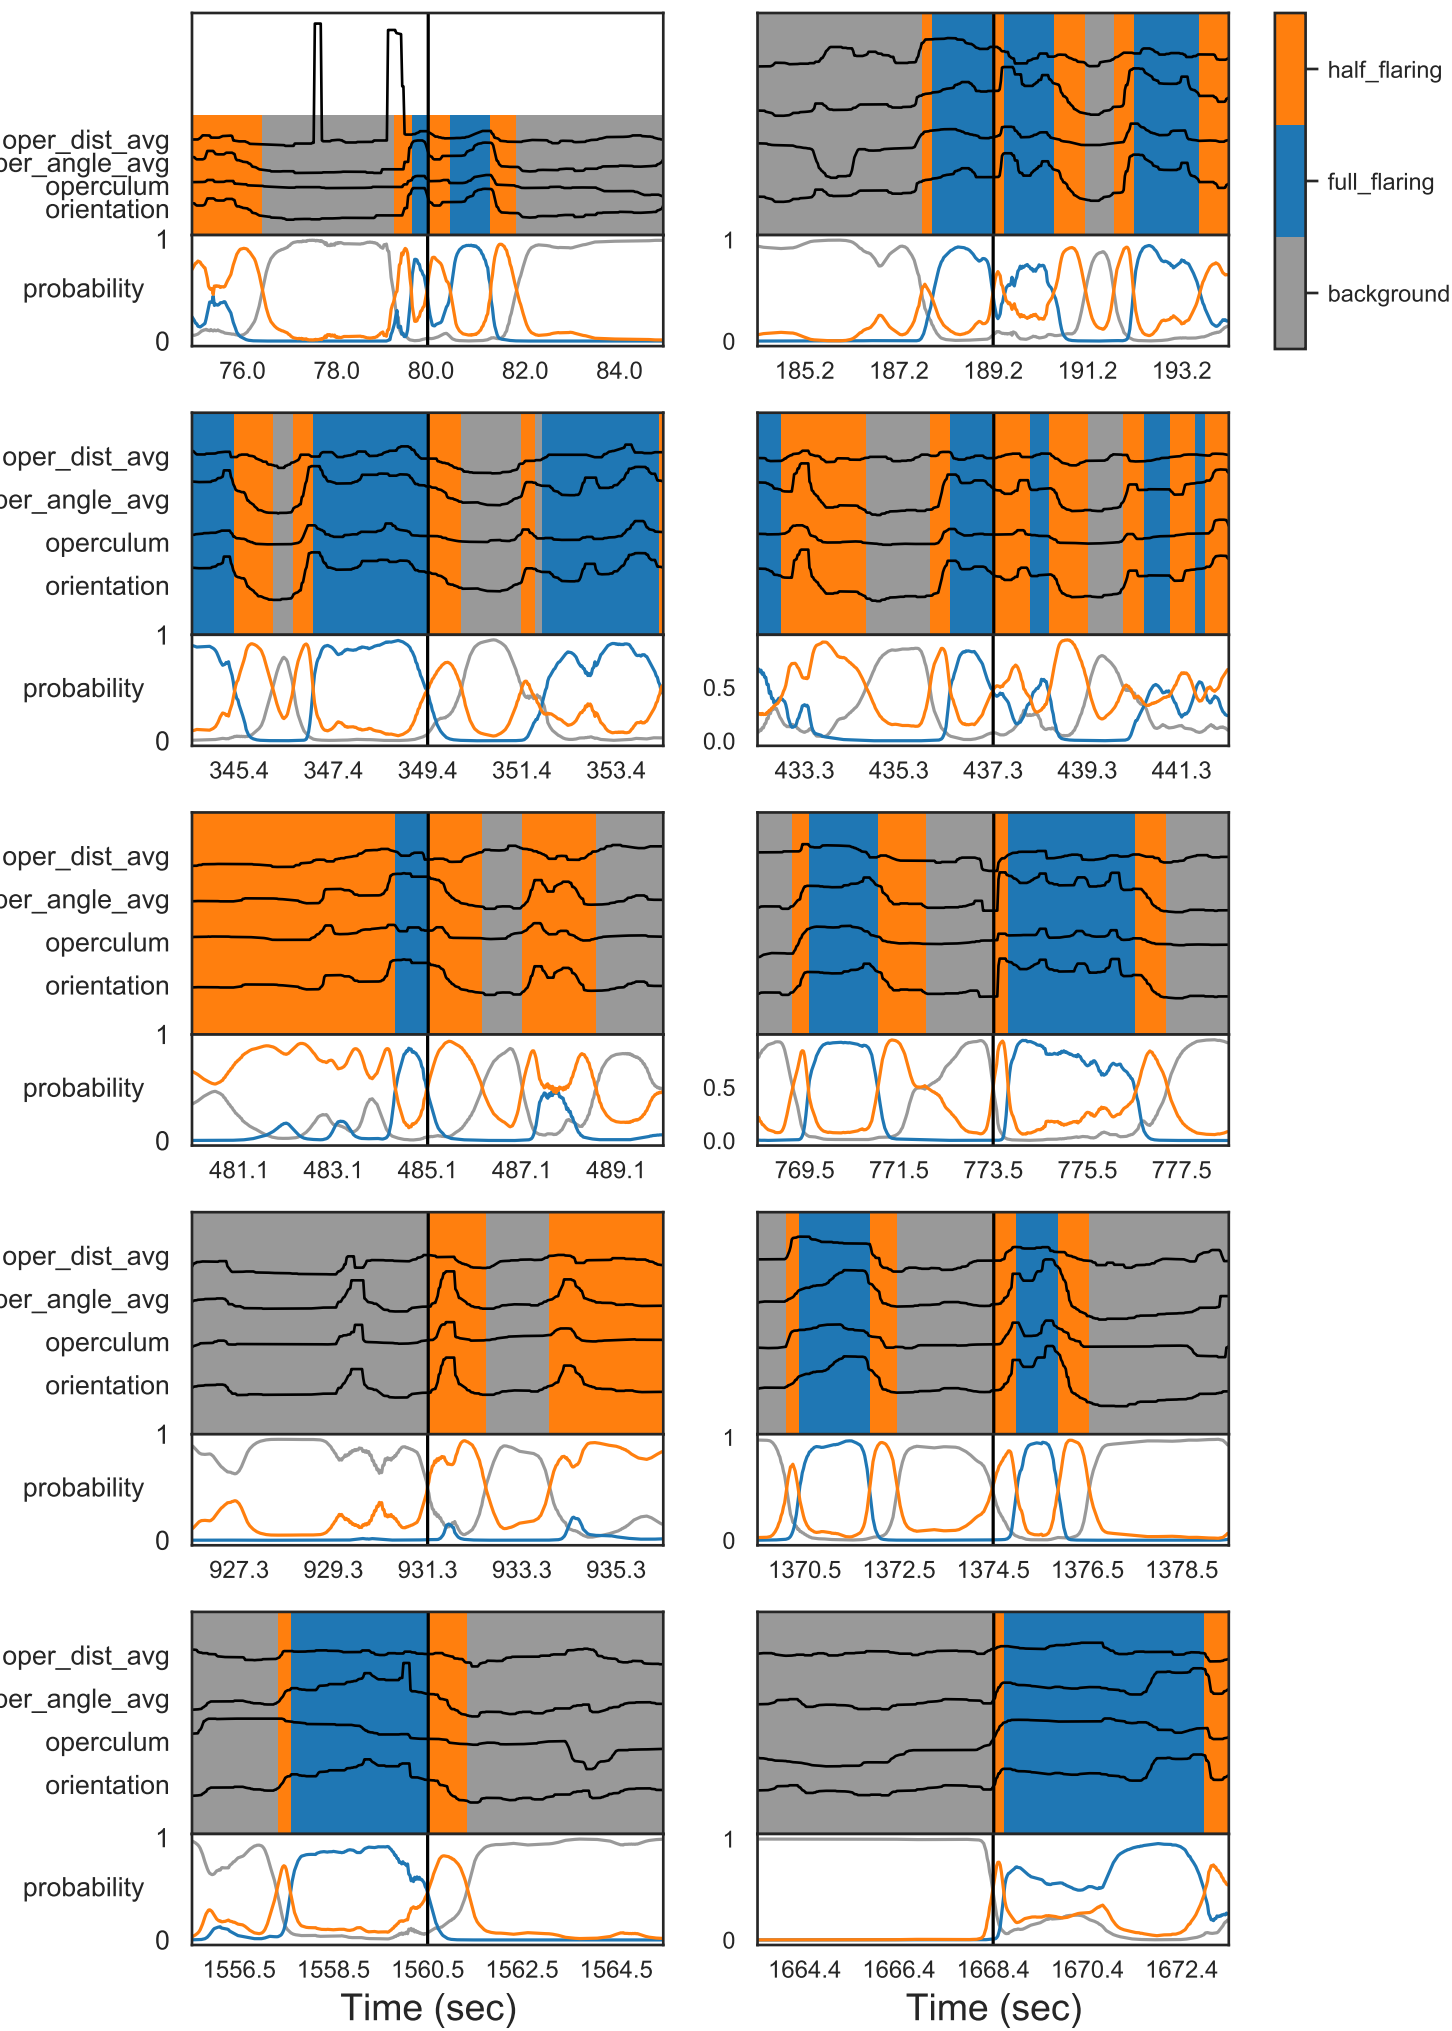 oper_dist_avg
per_angle_avg
operculum
orientation
1
probability
0
76.0 78.0 80.0 82.0 84.0
1
0
185.2 187.2 189.2 191.2 193.2
half_flaring
full_flaring
background
oper_dist_avg
per_angle_avg
operculum
orientation
1
probability
0
345.4 347.4 349.4 351.4 353.4
0.5
0.0
433.3 435.3 437.3 439.3 441.3
oper_dist_avg
per_angle_avg
operculum
orientation
1
probability
0
481.1 483.1 485.1 487.1 489.1
0.5
0.0
769.5 771.5 773.5 775.5 777.5
oper_dist_avg
per_angle_avg
operculum
orientation
1
probability
0
927.3 929.3 931.3 933.3 935.3
1
0
1370.5 1372.5 1374.5 1376.5 1378.5
oper_dist_avg
per_angle_avg
operculum
orientation
1
probability
0
1556.5 1558.5 1560.5 1562.5 1564.5
Time (sec)
1
0
1664.4 1666.4 1668.4 1670.4 1672.4
Time (sec)